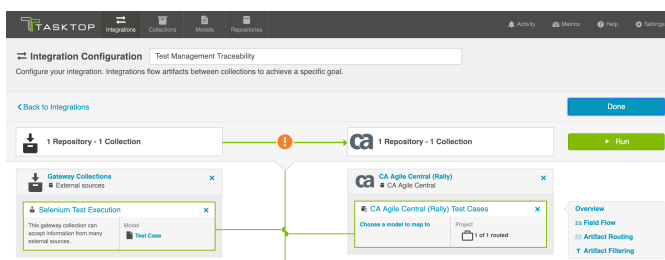 TASKTOP
Integrations
Collections
Models
Repositories
Activity
Metrics
Help
Settings
Integration Configuration
Test Management Traceability
Configure your integration. Integrations flow artifacts between collections to achieve a specific goal.
Back to Integrations
Done
1 Repository - 1 Collection
!
ca
1 Repository - 1 Collection
Run
Gateway Collections
External sources
ca
CA Agile Central (Rally)
CA Agile Central
Selenium Test Execution
This gateway collection can
accept information from many
external sources.
Model
Test Case
CA Agile Central (Rally) Test Cases
Choose a model to map to
Project
1 of 1 routed
Overview
Field Flow
Artifact Routing
Artifact Filtering